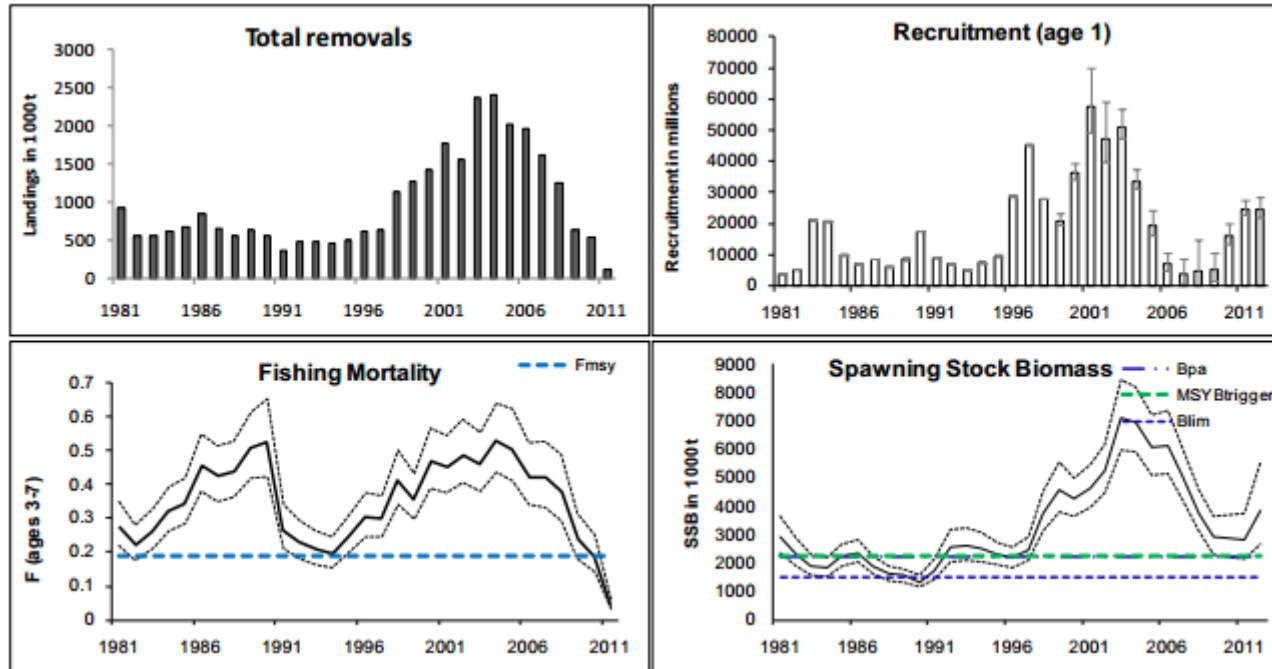 Total removals
Landings in 1000t
3000
2500
2000
1500
1000
500
0
1981 1986 1991 1996 2001 2006 2011
Recruitment (age 1)
Recruitment in millions
80000
70000
60000
50000
40000
30000
20000
10000
0
1981 1986 1991 1996 2001 2006 2011
Fishing Mortality
Fmsy
F (ages 3-7)
0.7
0.6
0.5
0.4
0.3
0.2
0.1
0
1981 1986 1991 1996 2001 2006 2011
Spawning Stock Biomass
Bpa
MSYBtrigger
Blim
SSB in 1000t
9000
8000
7000
6000
5000
4000
3000
2000
1000
0
1981 1986 1991 1996 2001 2006 2011